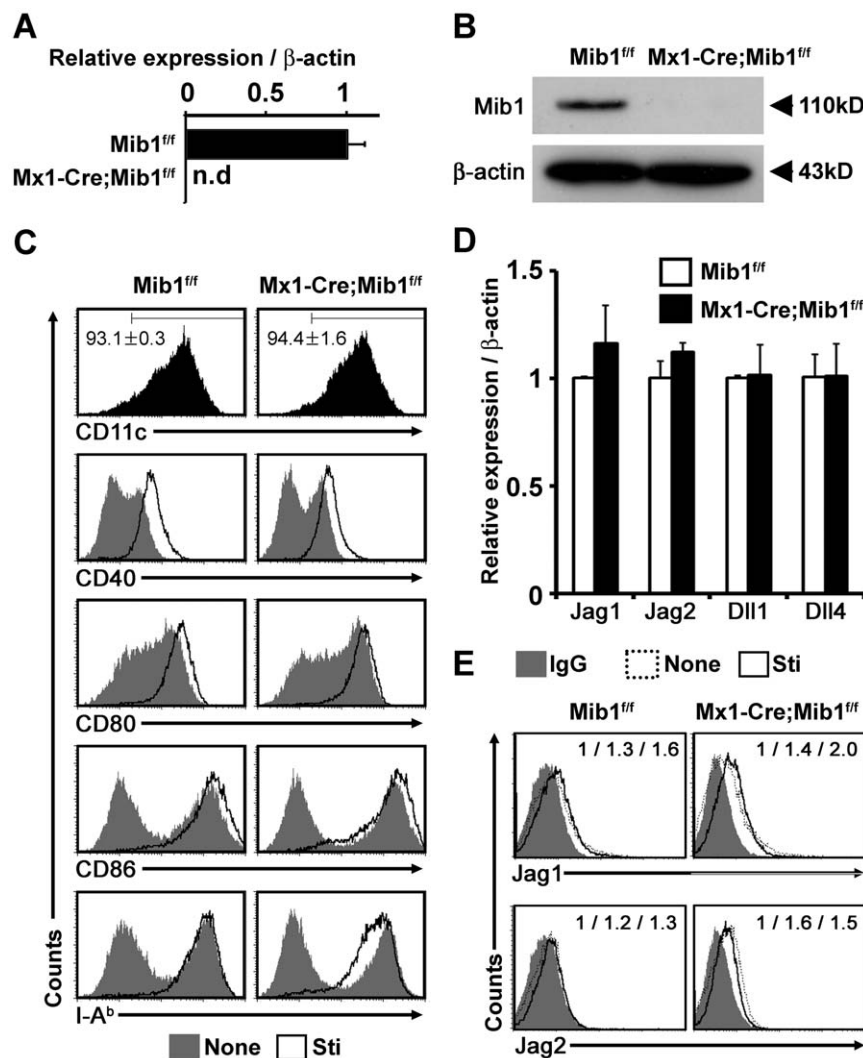 A
Relative expression / β-actin
0 0.5 1
Mib1f/f
Mx1-Cre;Mib1f/f n.d
B
Mib1f/f Mx1-Cre;Mib1f/f
Mib1 110kD
β-actin 43kD
C
Mib1f/f Mx1-Cre;Mib1f/f
93.1±0.3 94.4±1.6
CD11c
CD40
CD80
CD86
I-Ab
Counts
None Sti
D
Mib1f/f
Mx1-Cre;Mib1f/f
Relative expression / β-actin
1.5
1
0.5
0
Jag1 Jag2 Dll1 Dll4
E
IgG None Sti
Mib1f/f Mx1-Cre;Mib1f/f
1 / 1.3 / 1.6 1 / 1.4 / 2.0
Jag1
1 / 1.2 / 1.3 1 / 1.6 / 1.5
Jag2
Counts